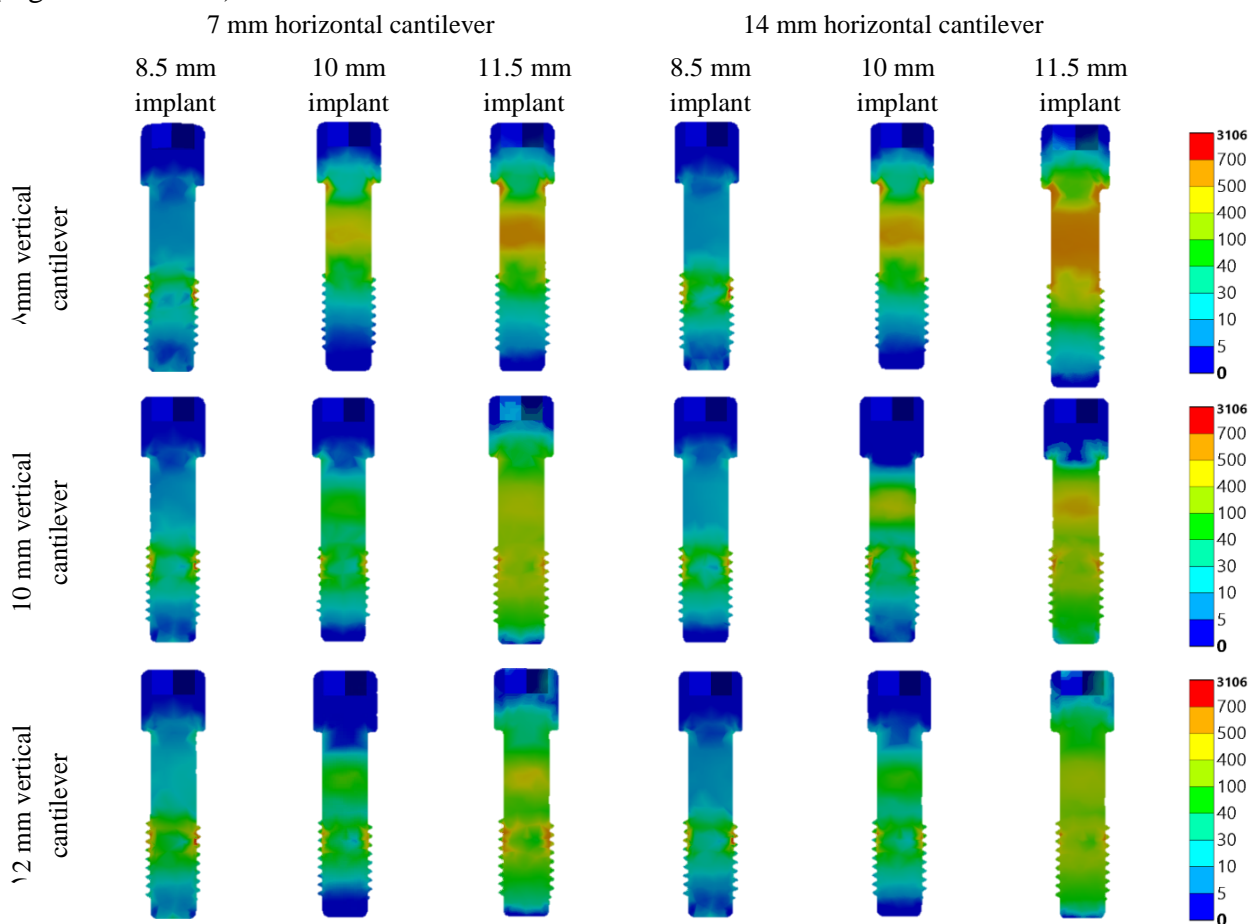 7 mm horizontal cantilever
14 mm horizontal cantilever
8.5 mm
implant
10 mm
implant
11.5 mm
implant
8.5 mm
implant
10 mm
implant
11.5 mm
implant
٨mm vertical
cantilever
3106
700
500
400
100
40
30
10
5
0
10 mm vertical
cantilever
3106
700
500
400
100
40
30
10
5
0
١2 mm vertical
cantilever
3106
700
500
400
100
40
30
10
5
0